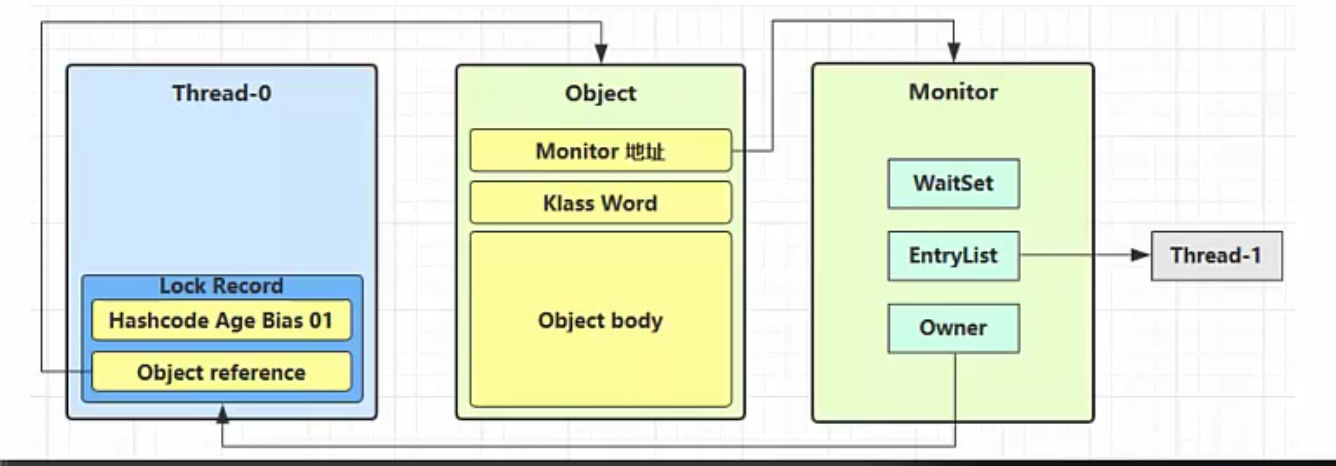 Thread-0
Lock Record
Hashcode Age Bias 01
Object reference
Object
Monitor 地址
Klass Word
Object body
Monitor
WaitSet
EntryList
Owner
Thread-1